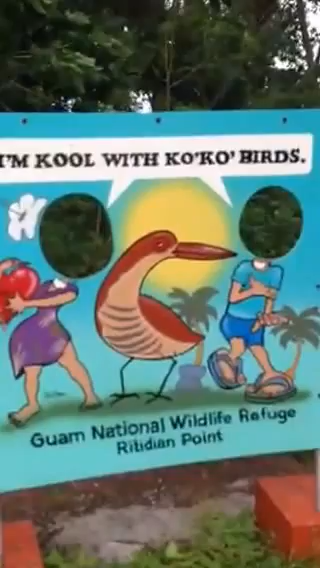 I'M KOOL WITH KO'KO' BIRDS.
Guam National Wildlife Refuge
Ritidian Point